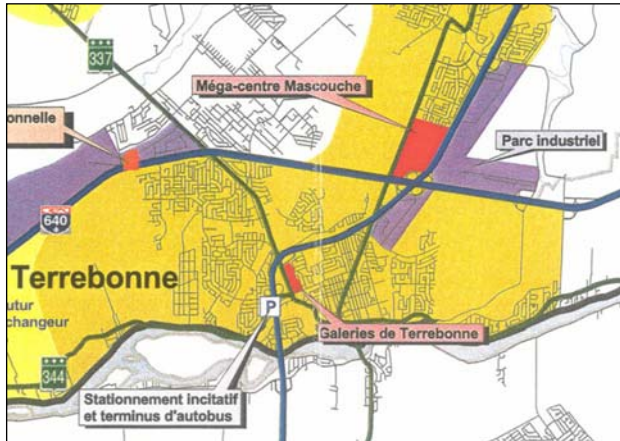 337
Méga-centre Mascouche
onnelle
Parc industriel
640
Terrebonne
utur
changeur
P
Galeries de Terrebonne
344
Stationnement incitatif
et terminus d'autobus